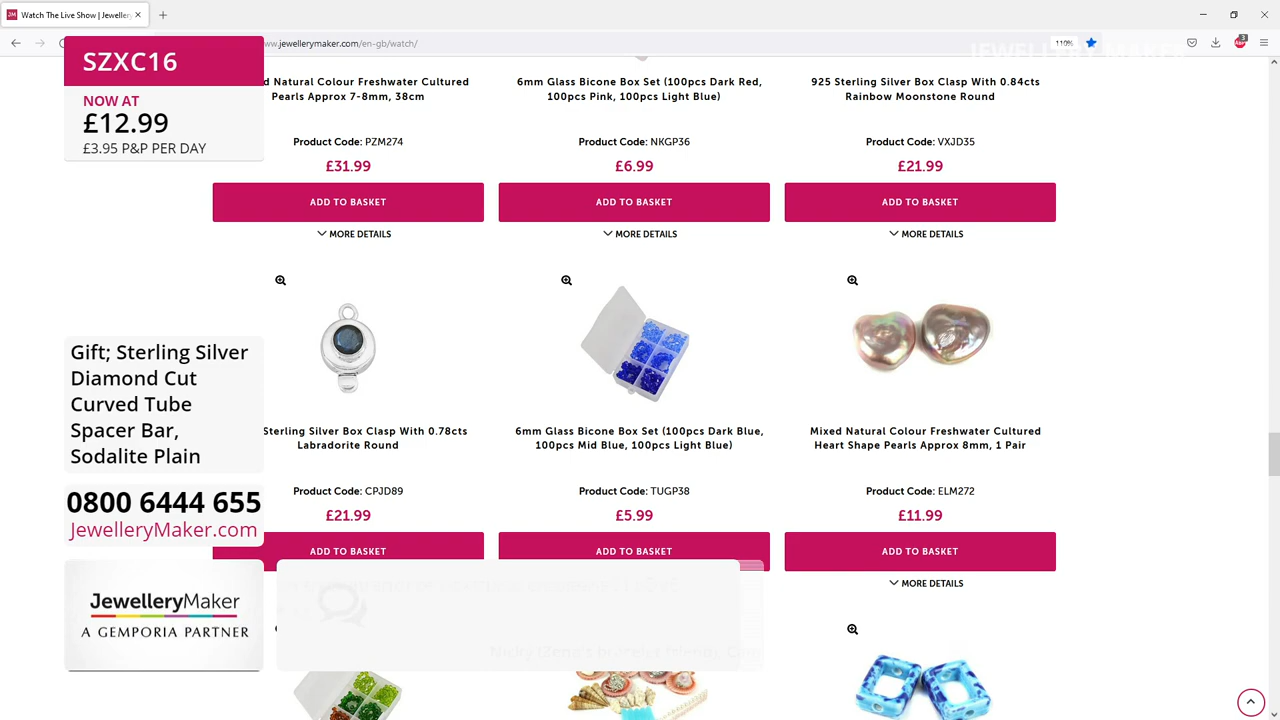 Watch The Live Show | Jeweller
ww.jewellerymaker.com/en-gb/watch/
110%
3
JEWELLERY MAKER
SZXC16
NOW AT
£12.99
£3.95 P&P PER DAY
d Natural Colour Freshwater Cultured
Pearls Approx 7-8mm, 38cm
Product Code: PZM274
£31.99
ADD TO BASKET
MORE DETAILS
6mm Glass Bicone Box Set (100pcs Dark Red,
100pcs Pink, 100pcs Light Blue)
Product Code: NKGP36
£6.99
ADD TO BASKET
MORE DETAILS
925 Sterling Silver Box Clasp With 0.84cts
Rainbow Moonstone Round
Product Code: VXJD35
£21.99
ADD TO BASKET
MORE DETAILS
Gift; Sterling Silver
Diamond Cut
Curved Tube
Spacer Bar,
Sodalite Plain
Sterling Silver Box Clasp With 0.78cts
Labradorite Round
Product Code: CPJD89
£21.99
ADD TO BASKET
6mm Glass Bicone Box Set (100pcs Dark Blue,
100pcs Mid Blue, 100pcs Light Blue)
Product Code: TUGP38
£5.99
ADD TO BASKET
Mixed Natural Colour Freshwater Cultured
Heart Shape Pearls Approx 8mm, 1 Pair
Product Code: ELM272
£11.99
ADD TO BASKET
MORE DETAILS
0800 6444 655
JewelleryMaker.com
JewelleryMaker
A GEMPORIA PARTNER